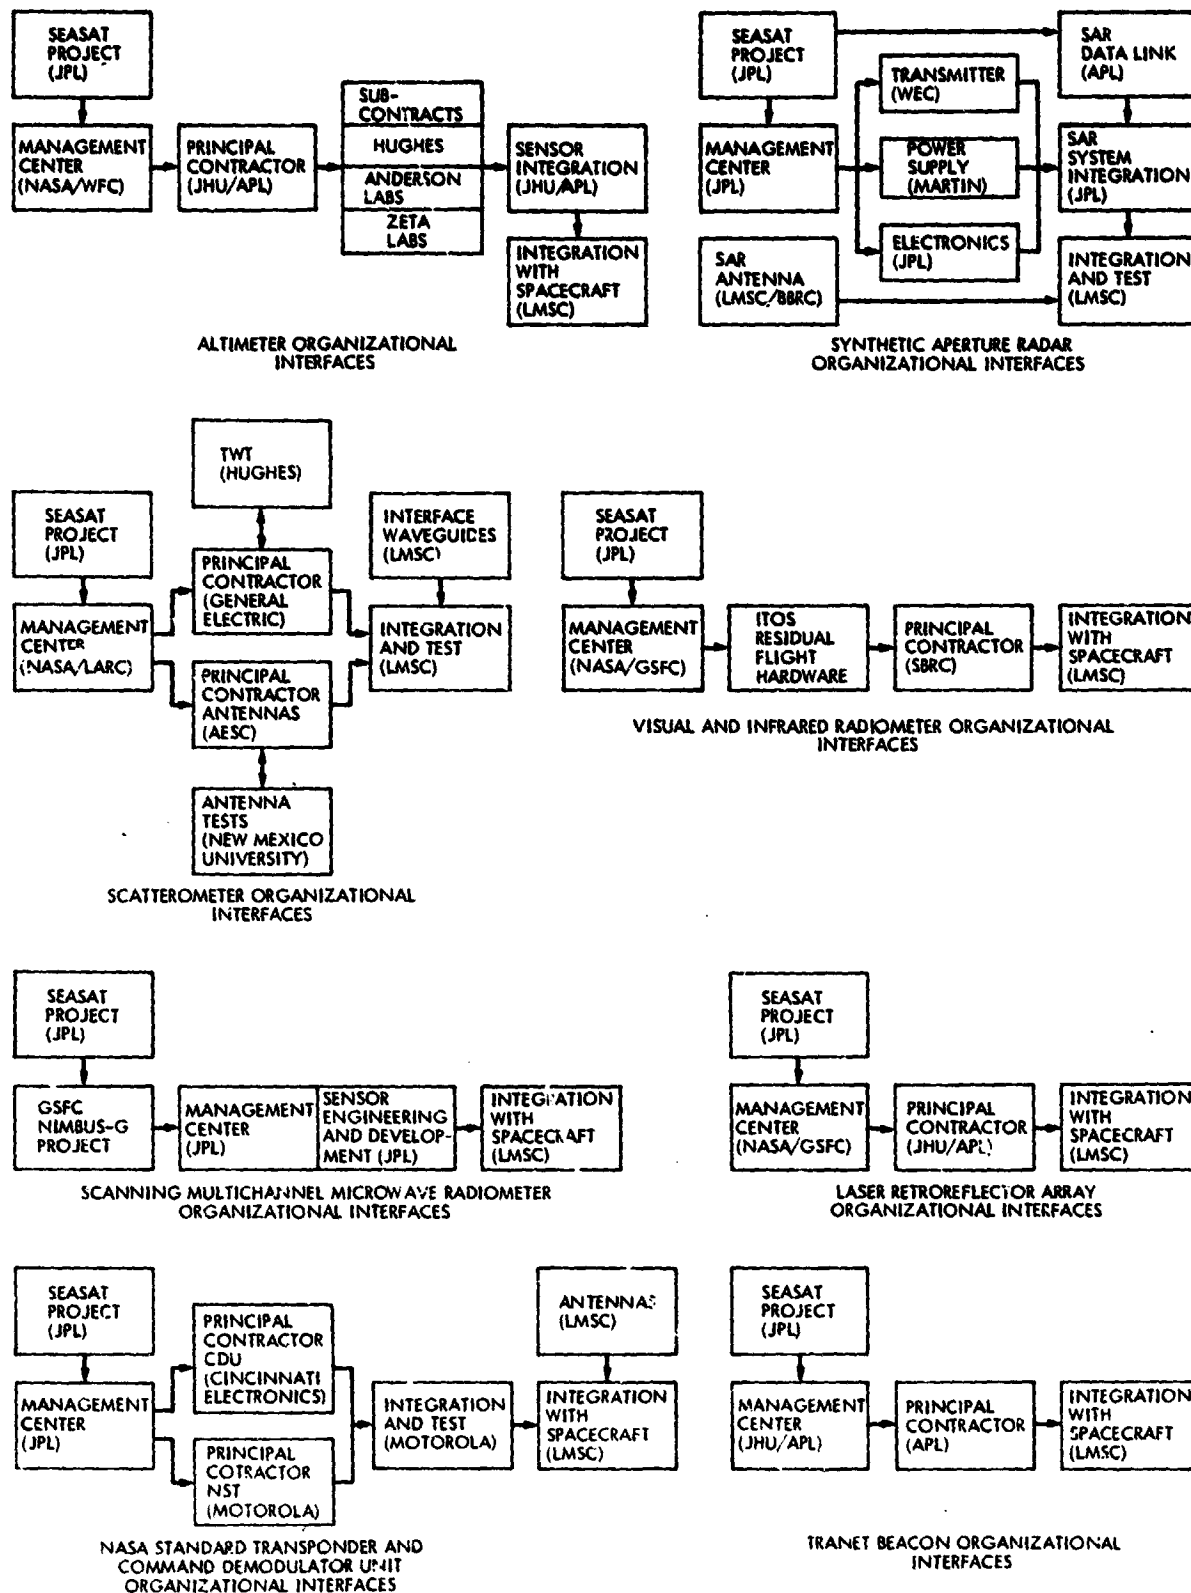 SEASAT
PROJECT
(JPL)
MANAGEMENT
CENTER
(NASA/WFC)
PRINCIPAL
CONTRACTOR
(JHU/APL)
SUB-
CONTRACTS
HUGHES
ANDERSON
LABS
ZETA
LABS
SENSOR
INTEGRATION
(JHU/APL)
INTEGRATION
WITH
SPACECRAFT
(LMSC)
ALTIMETER ORGANIZATIONAL
INTERFACES
SEASAT
PROJECT
(JPL)
MANAGEMENT
CENTER
(JPL)
SAR
ANTENNA
(LMSC/BBRC)
TRANSMITTER
(WEC)
POWER
SUPPLY
(MARTIN)
ELECTRONICS
(JPL)
SAR
DATA LINK
(APL)
SAR
SYSTEM
INTEGRATION
(JPL)
INTEGRATION
AND TEST
(LMSC)
SYNTHETIC APERTURE RADAR
ORGANIZATIONAL INTERFACES
SEASAT
PROJECT
(JPL)
MANAGEMENT
CENTER
(NASA/LARC)
TWT
(HUGHES)
PRINCIPAL
CONTRACTOR
(GENERAL
ELECTRIC)
PRINCIPAL
CONTRACTOR
ANTENNAS
(AESC)
ANTENNA
TESTS
(NEW MEXICO
UNIVERSITY)
INTERFACE
WAVEGUIDES
(LMSC)
INTEGRATION
AND TEST
(LMSC)
SCATTEROMETER ORGANIZATIONAL
INTERFACES
SEASAT
PROJECT
(JPL)
MANAGEMENT
CENTER
(NASA/GSFC)
ITOS
RESIDUAL
FLIGHT
HARDWARE
PRINCIPAL
CONTRACTOR
(SBRC)
INTEGRATION
WITH
SPACECRAFT
(LMSC)
VISUAL AND INFRARED RADIOMETER ORGANIZATIONAL
INTERFACES
SEASAT
PROJECT
(JPL)
GSFC
NIMBUS-G
PROJECT
MANAGEMENT
CENTER
(JPL)
SENSOR
ENGINEERING
AND DEVELOP-
MENT (JPL)
INTEGRATION
WITH
SPACECRAFT
(LMSC)
SCANNING MULTICHANNEL MICROWAVE RADIOMETER
ORGANIZATIONAL INTERFACES
SEASAT
PROJECT
(JPL)
MANAGEMENT
CENTER
(NASA/GSFC)
PRINCIPAL
CONTRACTOR
(JHU/APL)
INTEGRATION
WITH
SPACECRAFT
(LMSC)
LASER RETROREFLECTOR ARRAY
ORGANIZATIONAL INTERFACES
SEASAT
PROJECT
(JPL)
MANAGEMENT
CENTER
(JPL)
PRINCIPAL
CONTRACTOR
CDU
(CINCINNATI
ELECTRONICS)
PRINCIPAL
COTRACTOR
NST
(MOTOROLA)
INTEGRATION
AND TEST
(MOTOROLA)
ANTENNAS
(LMSC)
INTEGRATION
WITH
SPACECRAFT
(LMSC)
NASA STANDARD TRANSPONDER AND
COMMAND DEMODULATOR UNIT
ORGANIZATIONAL INTERFACES
SEASAT
PROJECT
(JPL)
MANAGEMENT
CENTER
(JHU/APL)
PRINCIPAL
CONTRACTOR
(APL)
INTEGRATION
WITH
SPACECRAFT
(LMSC)
TRANET BEACON ORGANIZATIONAL
INTERFACES